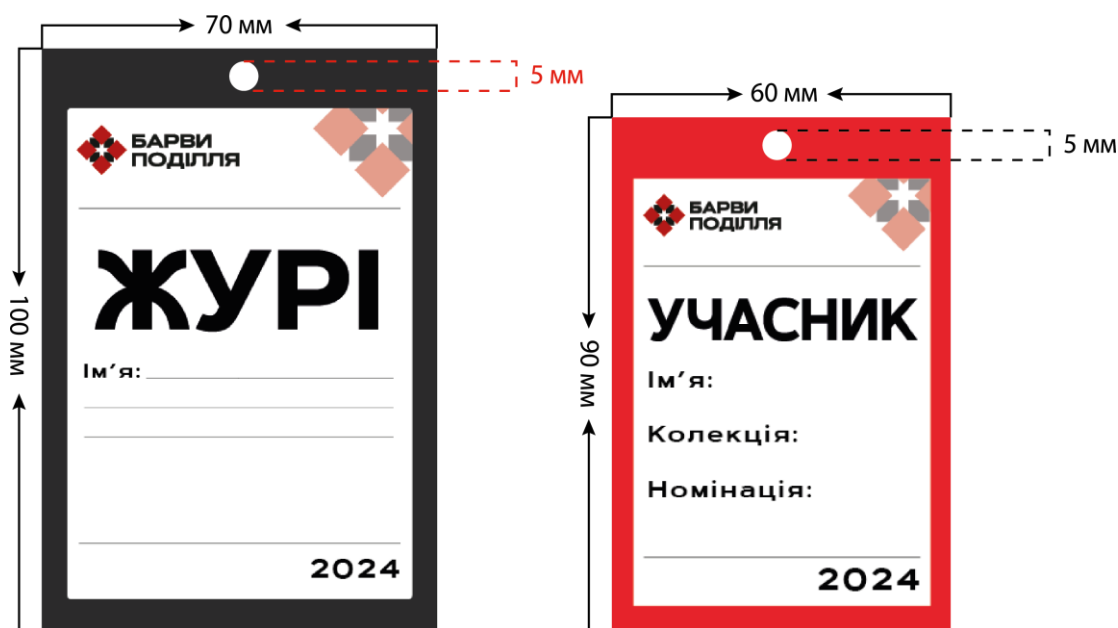 70 мм
5 мм
100 мм
БАРВИ
ПОДІЛЛЯ
ЖУРІ
Ім’я:
2024
60 мм
5 мм
90 мм
БАРВИ
ПОДІЛЛЯ
УЧАСНИК
Ім’я:
Колекція:
Номінація:
2024